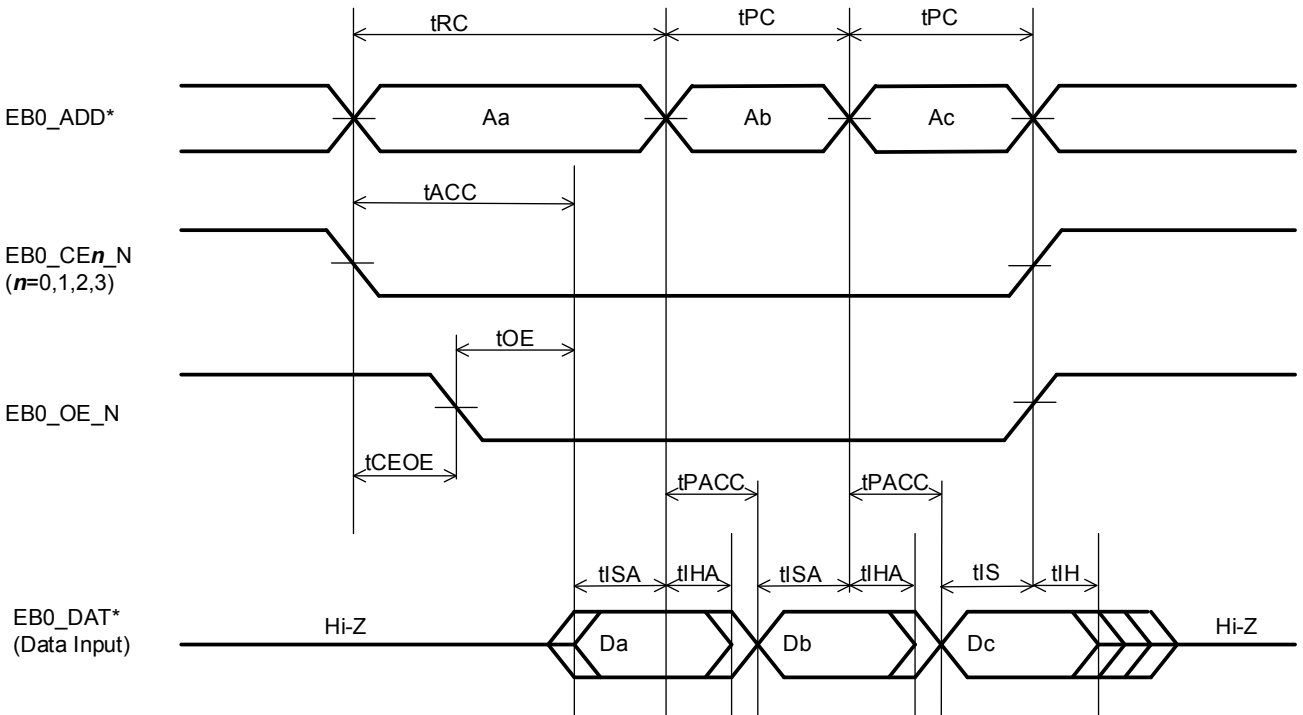 tRC tPC tPC
EB0_ADD* Aa Ab Ac
tACC
EB0_CEn_N
(n=0,1,2,3)
tOE
EB0_OE_N
tCEOE
tPACC tPACC
tISA tIHA tISA tIHA tIS tIH
EB0_DAT*
(Data Input)
Hi-Z Da Db Dc Hi-Z